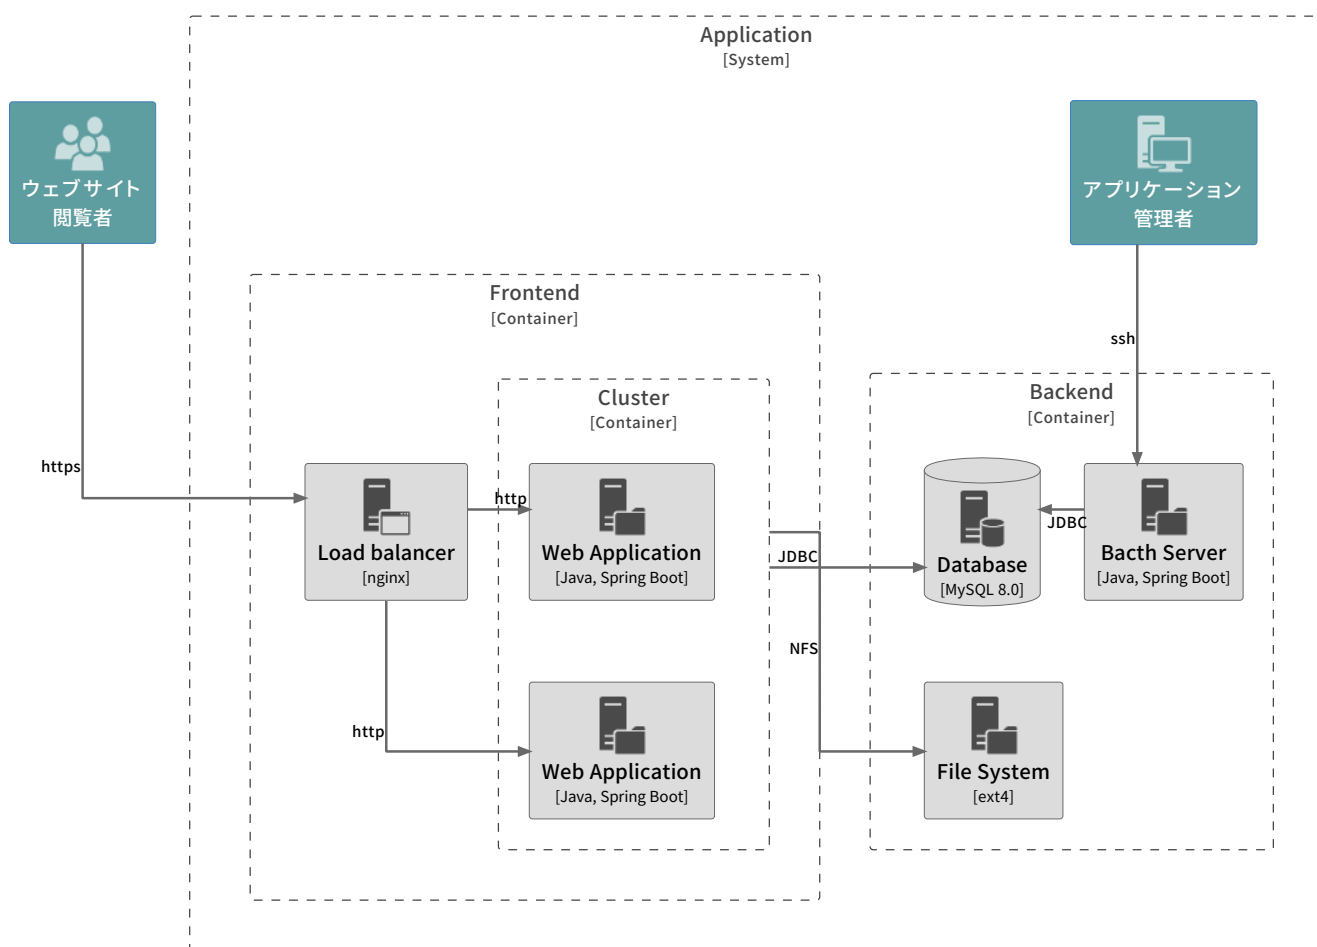 Application
[System]
ウェブサイト
閲覧者
アプリケーション
管理者
Frontend
[Container]
ssh
Cluster
[Container]
Backend
[Container]
https
http
Load balancer
[nginx]
Web Application
[Java, Spring Boot]
JDBC
Database
[MySQL 8.0]
JDBC
Bacth Server
[Java, Spring Boot]
NFS
http
Web Application
[Java, Spring Boot]
File System
[ext4]